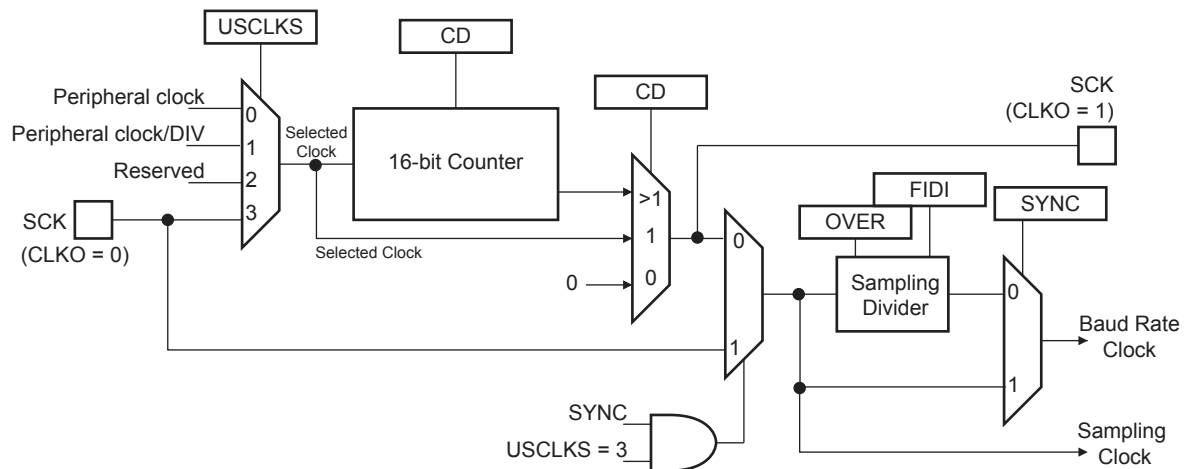 USCLKS
CD
CD
SCK
(CLKO = 1)
Peripheral clock
Peripheral clock/DIV
Reserved
SCK
(CLKO = 0)
0
1
2
3
Selected
Clock
16-bit Counter
Selected Clock
0
>1
1
0
0
1
FIDI
OVER
SYNC
Sampling
Divider
0
1
Baud Rate
Clock
SYNC
USCLKS = 3
Sampling
Clock